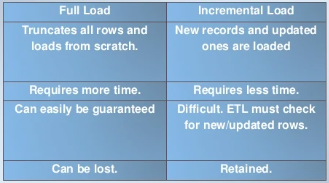 Full Load
Incremental Load
Truncates all rows and
loads from scratch.
New records and updated
ones are loaded
Requires more time.
Requires less time.
Can easily be guaranteed
Difficult. ETL must check
for new/updated rows.
Can be lost.
Retained.